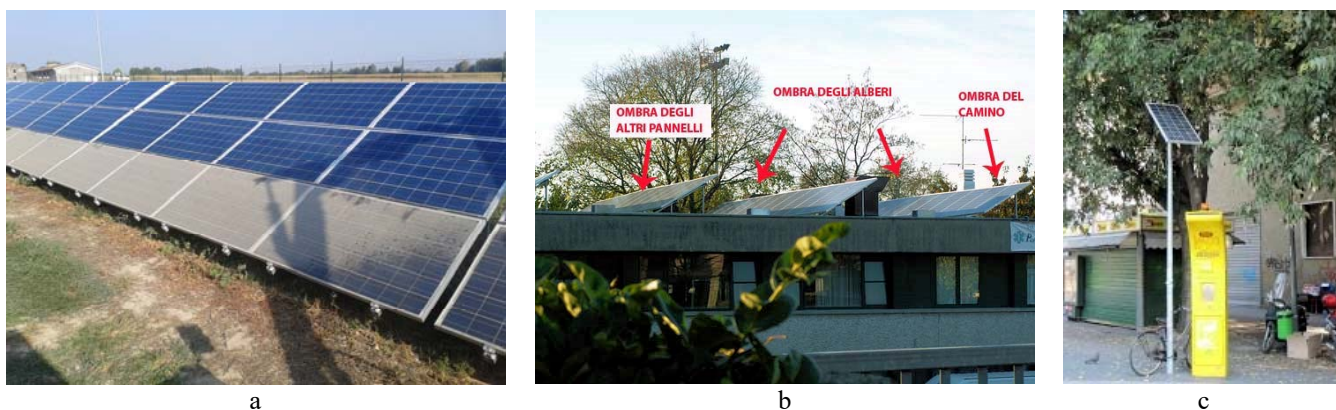 OMBRA DEGLI
ALTRI PANNELLI
OMBRA DEGLI ALBERI
OMBRA DEL
CAMINO
a
b
c